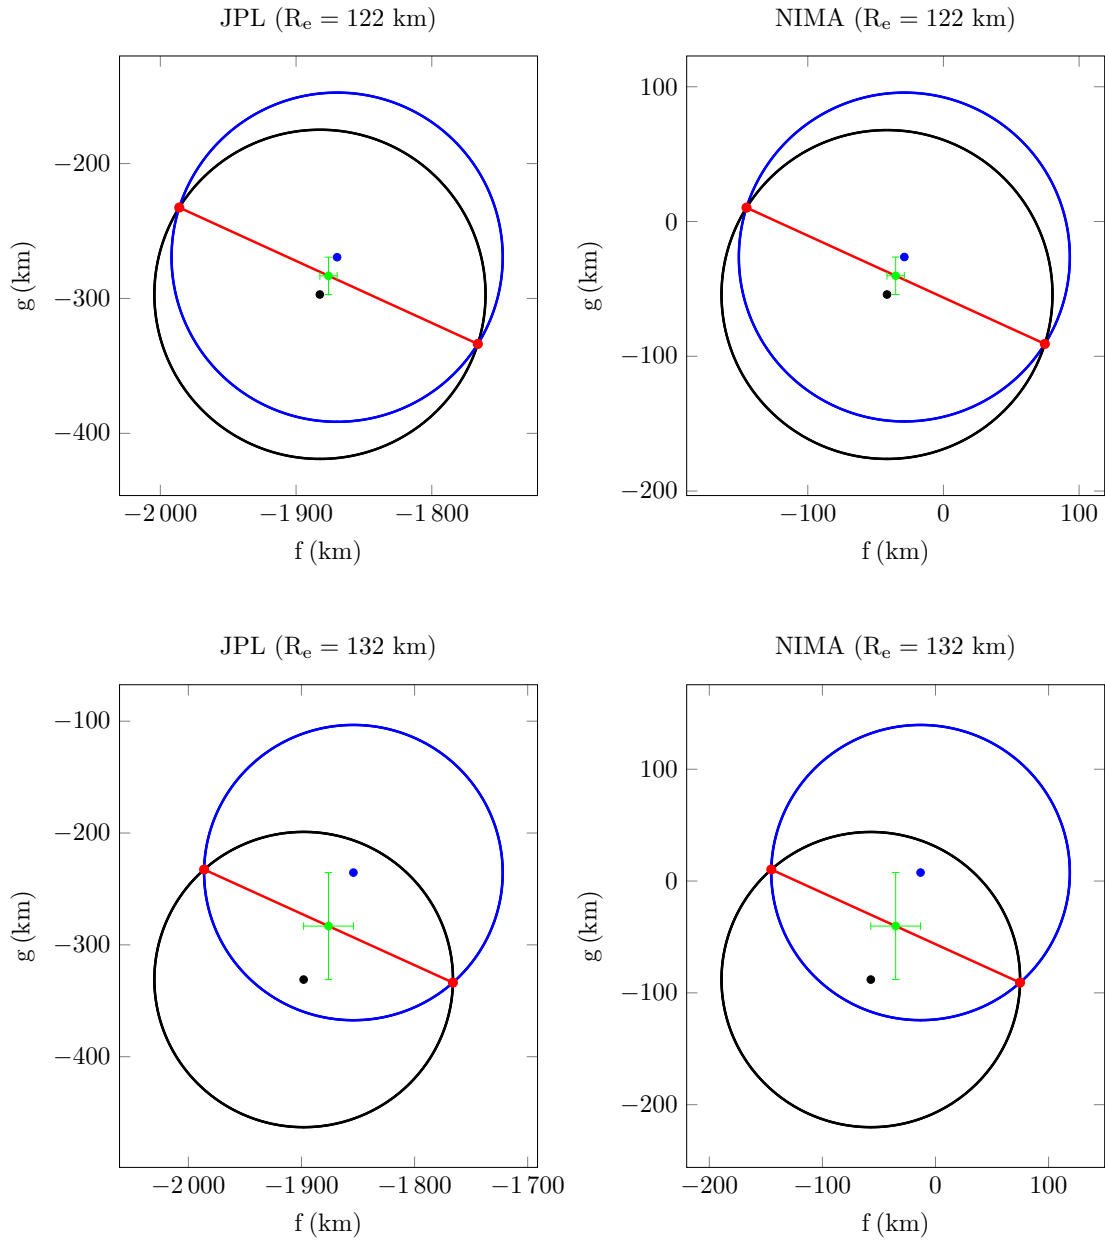 JPL (Rₑ = 122 km)
−200
−300
−400
g (km)
−2 000 −1 900 −1 800
f (km)
NIMA (Rₑ = 122 km)
100
0
−100
−200
g (km)
−100 0 100
f (km)
JPL (Rₑ = 132 km)
−100
−200
−300
−400
g (km)
−2 000 −1 900 −1 800 −1 700
f (km)
NIMA (Rₑ = 132 km)
100
0
−100
−200
g (km)
−200 −100 0 100
f (km)